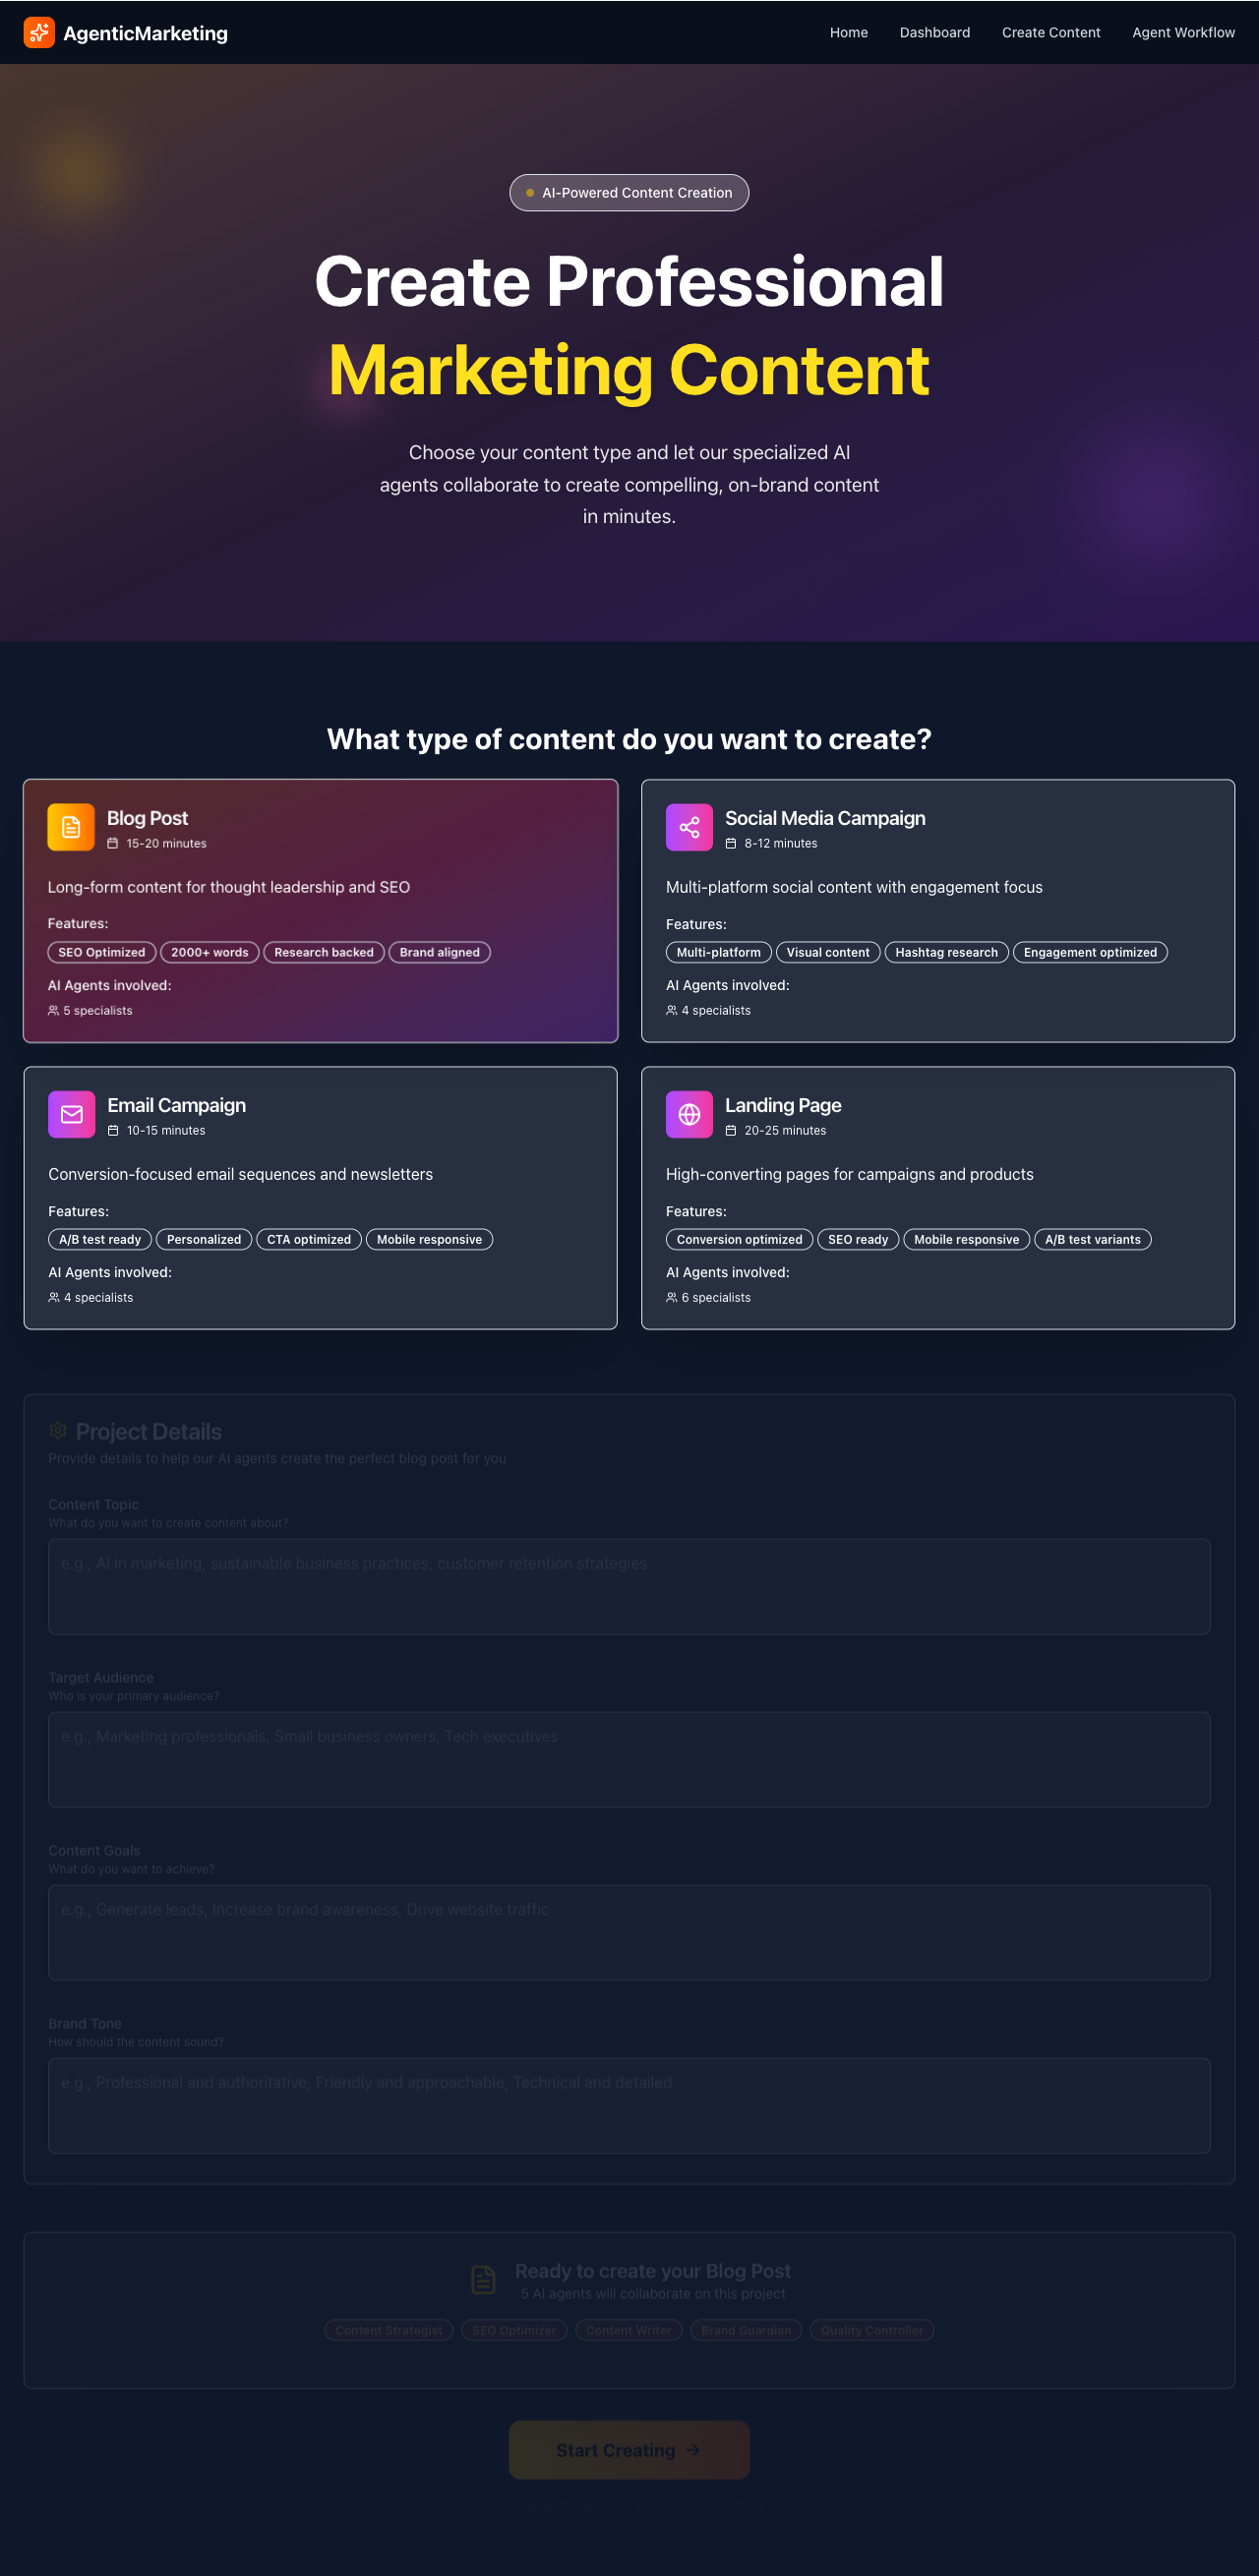 AgenticMarketing
Home Dashboard Create Content Agent Workflow
AI-Powered Content Creation
Create Professional
Marketing Content
Choose your content type and let our specialized AI
agents collaborate to create compelling, on-brand content
in minutes.
What type of content do you want to create?
Blog Post
15-20 minutes
Long-form content for thought leadership and SEO
Features:
SEO Optimized 2000+ words Research backed Brand aligned
AI Agents involved:
5 specialists
Social Media Campaign
8-12 minutes
Multi-platform social content with engagement focus
Features:
Multi-platform Visual content Hashtag research Engagement optimized
AI Agents involved:
4 specialists
Email Campaign
10-15 minutes
Conversion-focused email sequences and newsletters
Features:
A/B test ready Personalized CTA optimized Mobile responsive
AI Agents involved:
4 specialists
Landing Page
20-25 minutes
High-converting pages for campaigns and products
Features:
Conversion optimized SEO ready Mobile responsive A/B test variants
AI Agents involved:
6 specialists
Project Details
Provide details to help our AI agents create the perfect blog post for you
Content Topic
What do you want to create content about?
e.g., AI in marketing, sustainable business practices, customer retention strategies
Target Audience
Who is your primary audience?
e.g., Marketing professionals, Small business owners, Tech executives
Content Goals
What do you want to achieve?
e.g., Generate leads, Increase brand awareness, Drive website traffic
Brand Tone
How should the content sound?
e.g., Professional and authoritative, Friendly and approachable, Technical and detailed
Ready to create your Blog Post
5 AI agents will collaborate on this project
Content Strategist SEO Optimizer Content Writer Brand Guardian Quality Controller
Start Creating